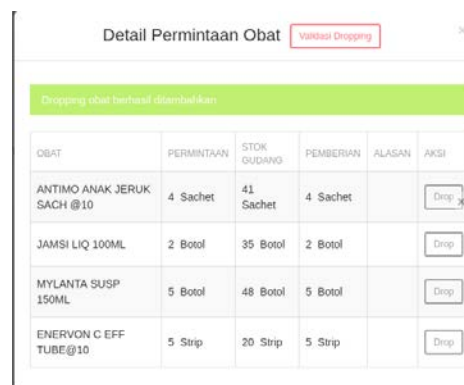 Detail Permintaan Obat Validasi Dropping
Dropping obat berhasil ditambahkan
OBAT PERMINTAAN STOK GUDANG PEMBERIAN ALASAN AKSI
ANTIMO ANAK JERUK SACH @10 4 Sachet 41 Sachet 4 Sachet Drop
JAMSI LIQ 100ML 2 Botol 35 Botol 2 Botol Drop
MYLANTA SUSP 150ML 5 Botol 48 Botol 5 Botol Drop
ENERVON C EFF TUBE@10 5 Strip 20 Strip 5 Strip Drop